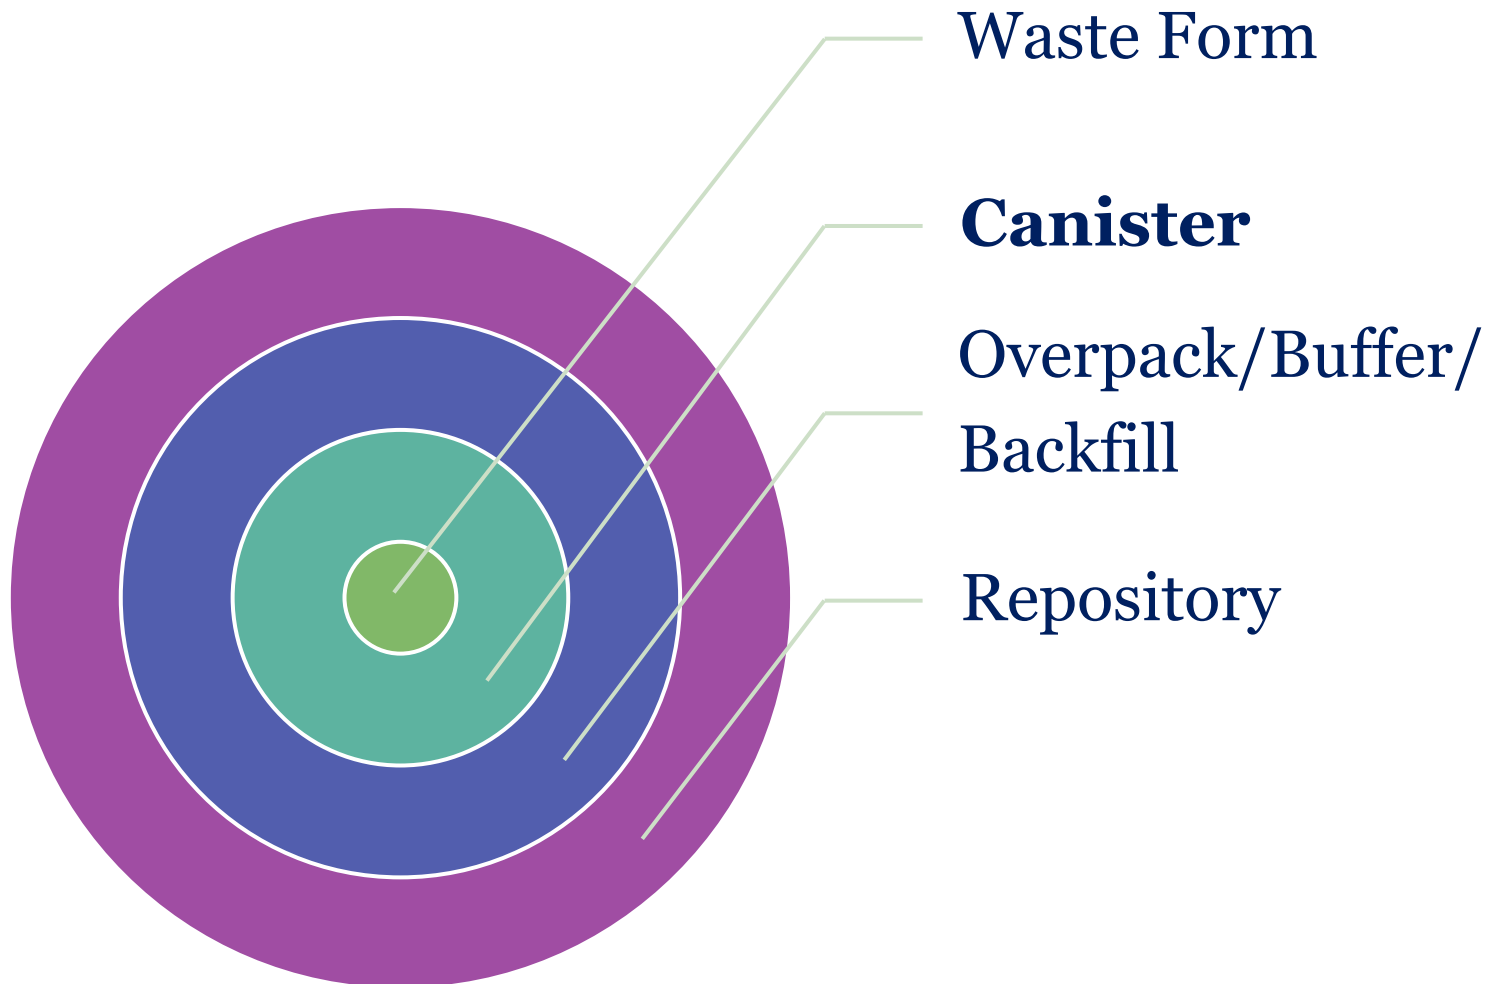 Waste Form
Canister
Overpack/Buffer/
Backfill
Repository